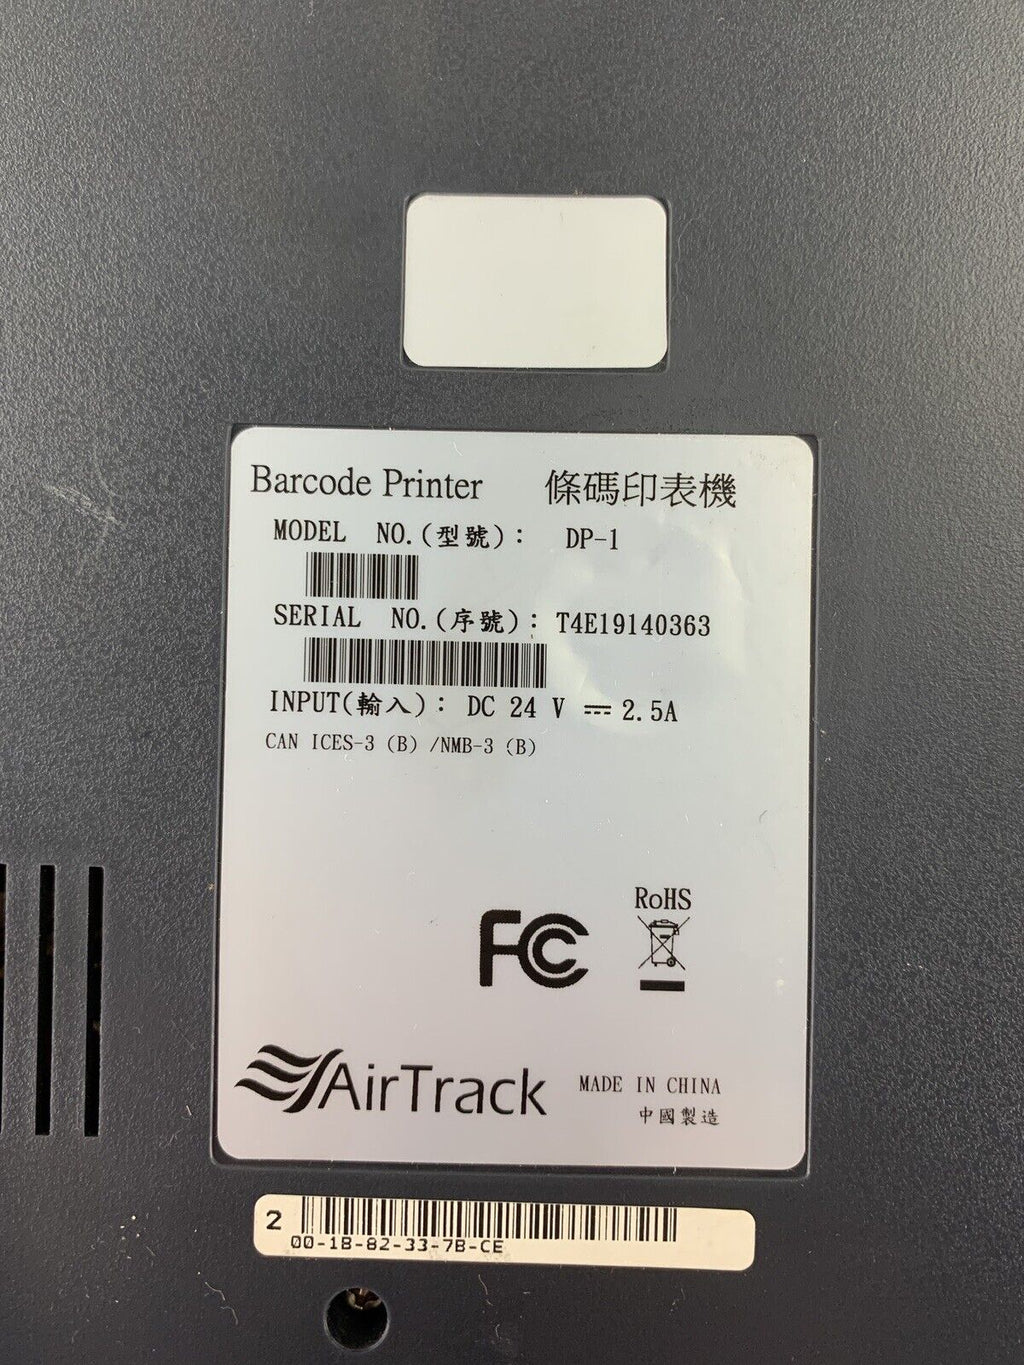 Barcode Printer 條碼印表機
MODEL NO.(型號): DP-1
SERIAL NO.(序號): T4E19140363
INPUT(輸入): DC 24 V ⎓ 2.5A
CAN ICES-3 (B) /NMB-3 (B)
FC
RoHS
AirTrack MADE IN CHINA
中國製造
2
00-1B-82-33-7B-CE